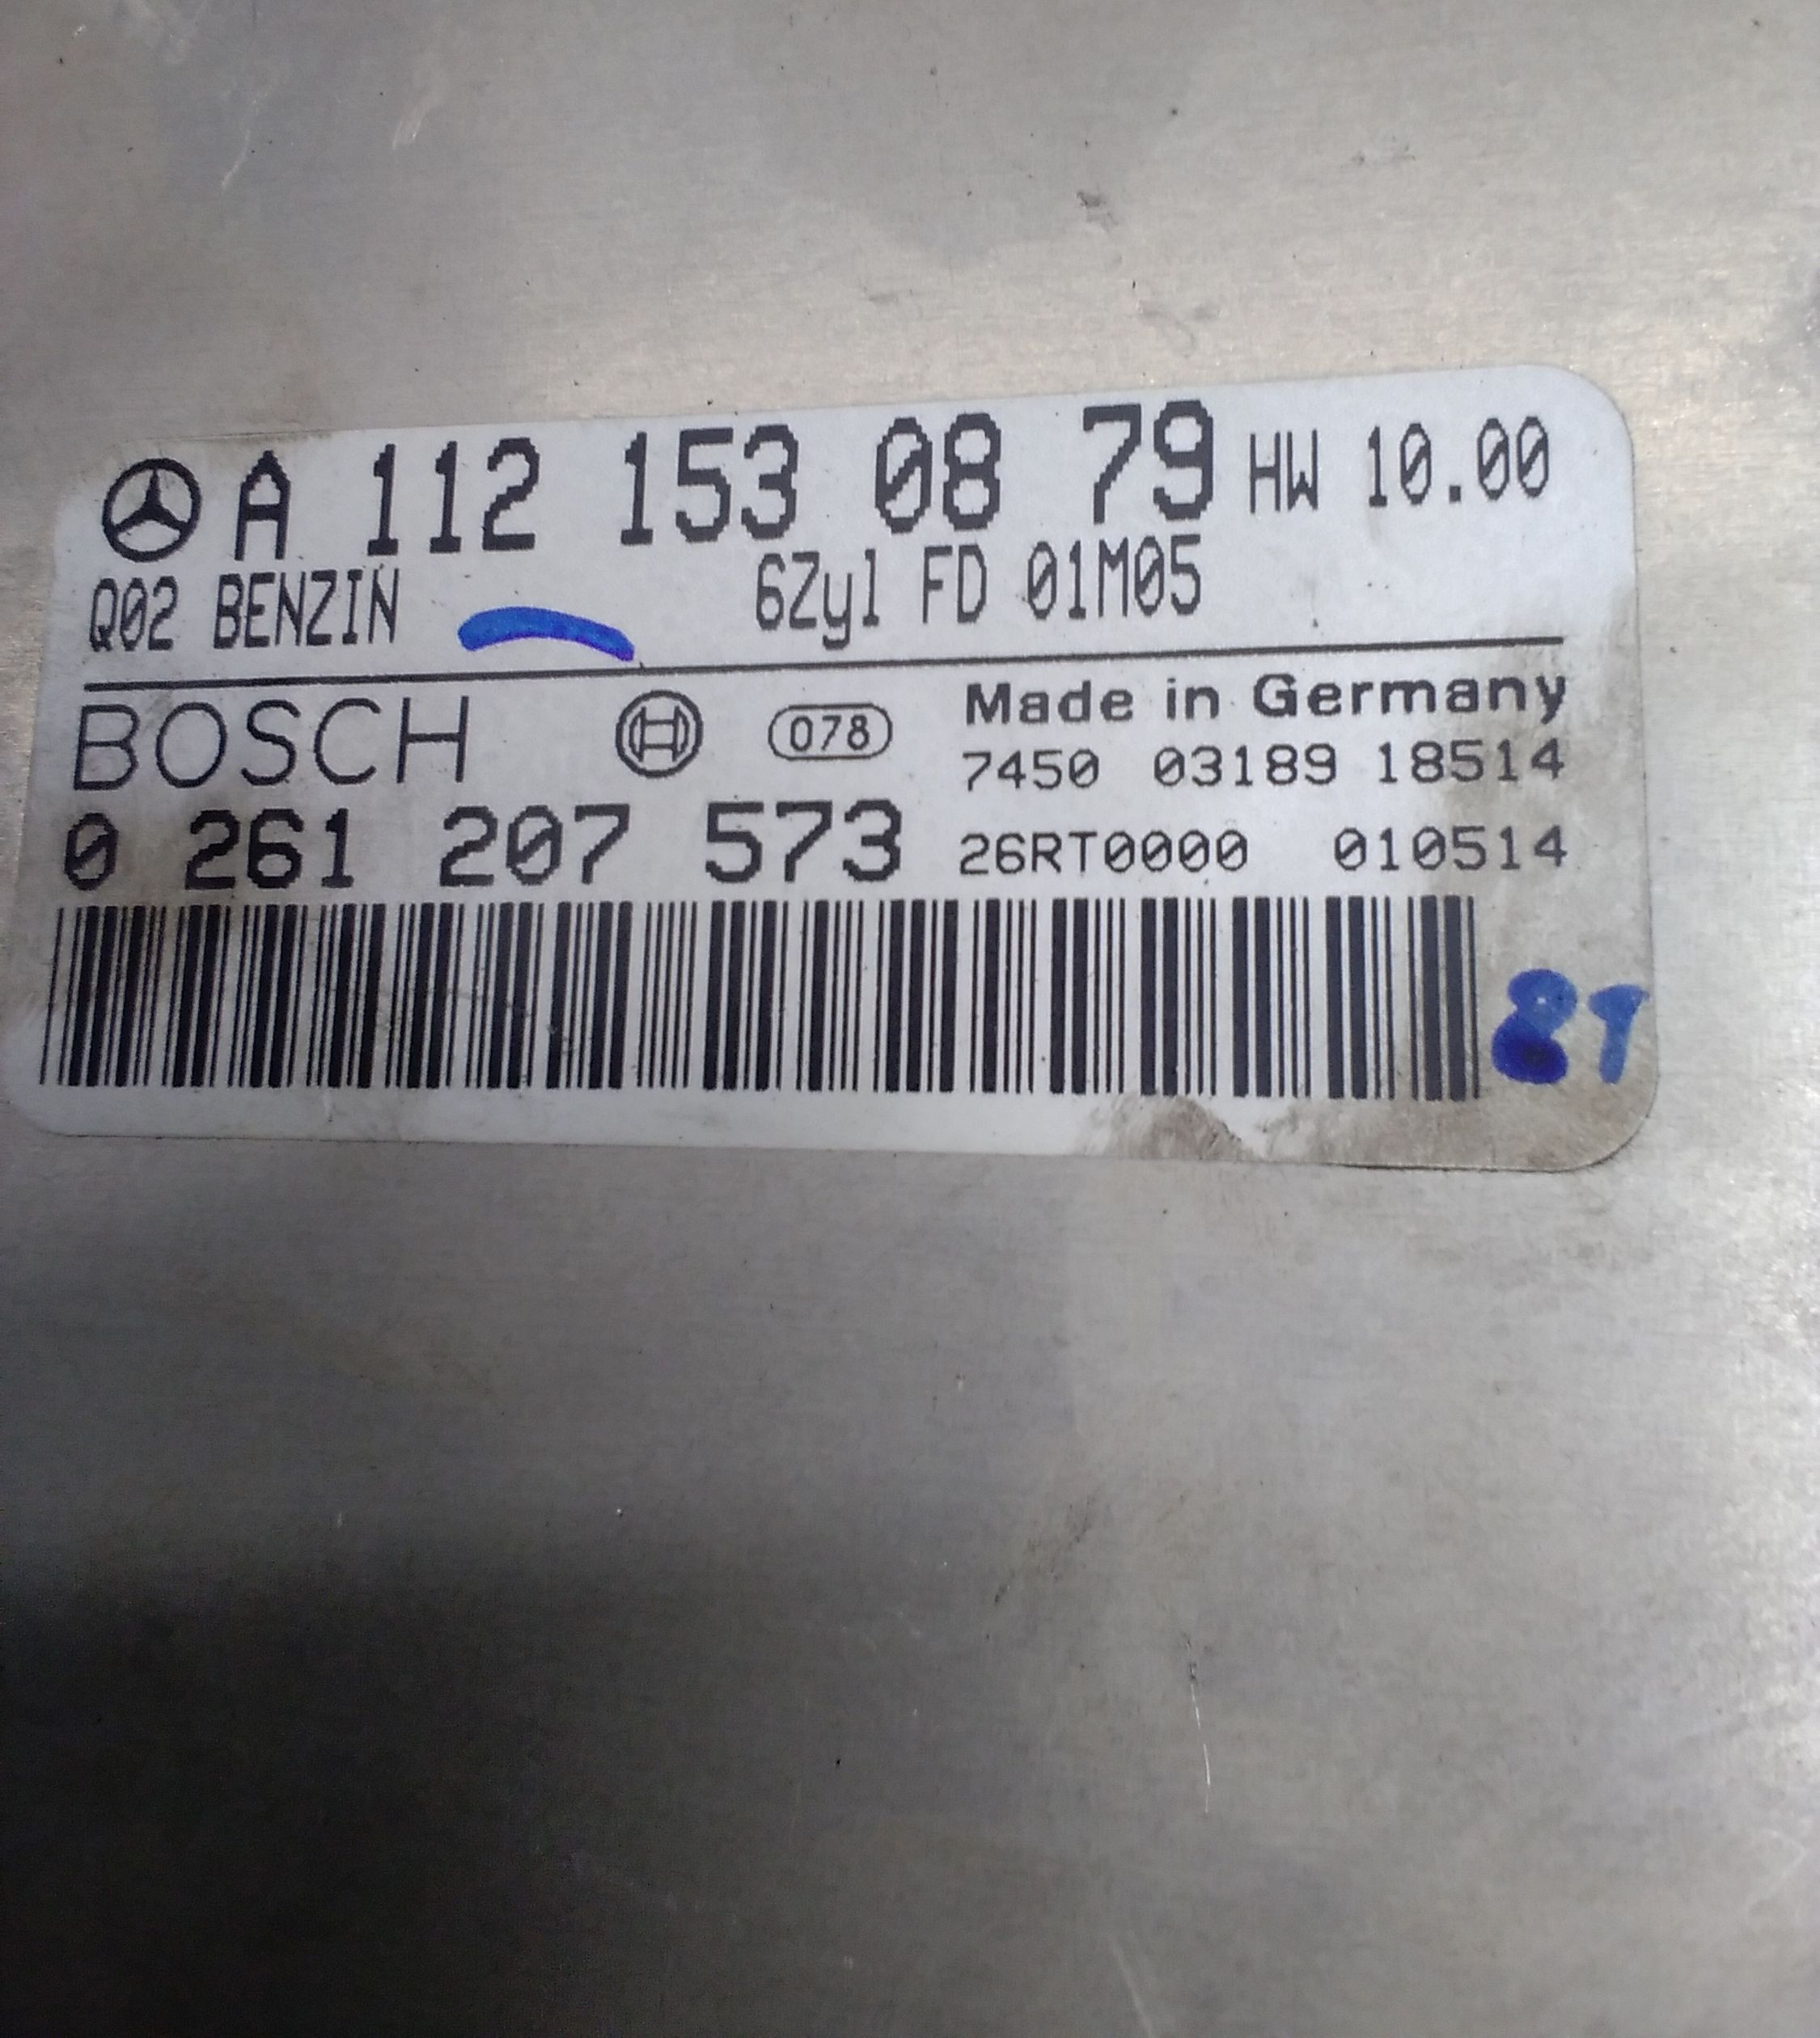 A 112 153 08 79 HW 10.00
Q02 BENZIN 6Zyl FD 01M05
BOSCH 078 Made in Germany
7450 03189 18514
0 261 207 573 26RT0000 010514
81